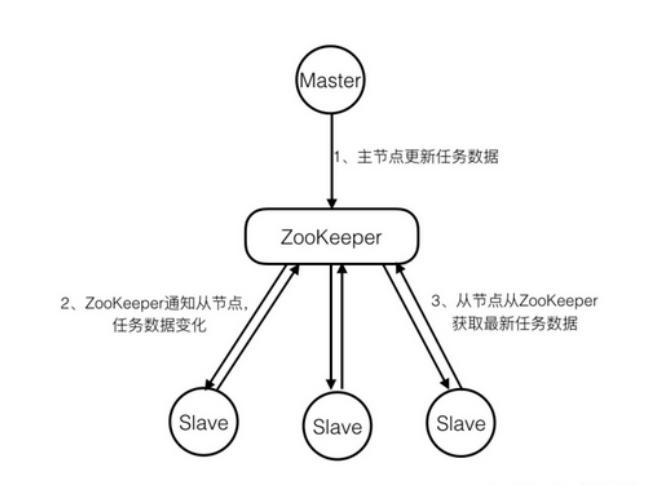 Master
1、主节点更新任务数据
ZooKeeper
2、ZooKeeper通知从节点,
任务数据变化
3、从节点从ZooKeeper
获取最新任务数据
Slave
Slave
Slave